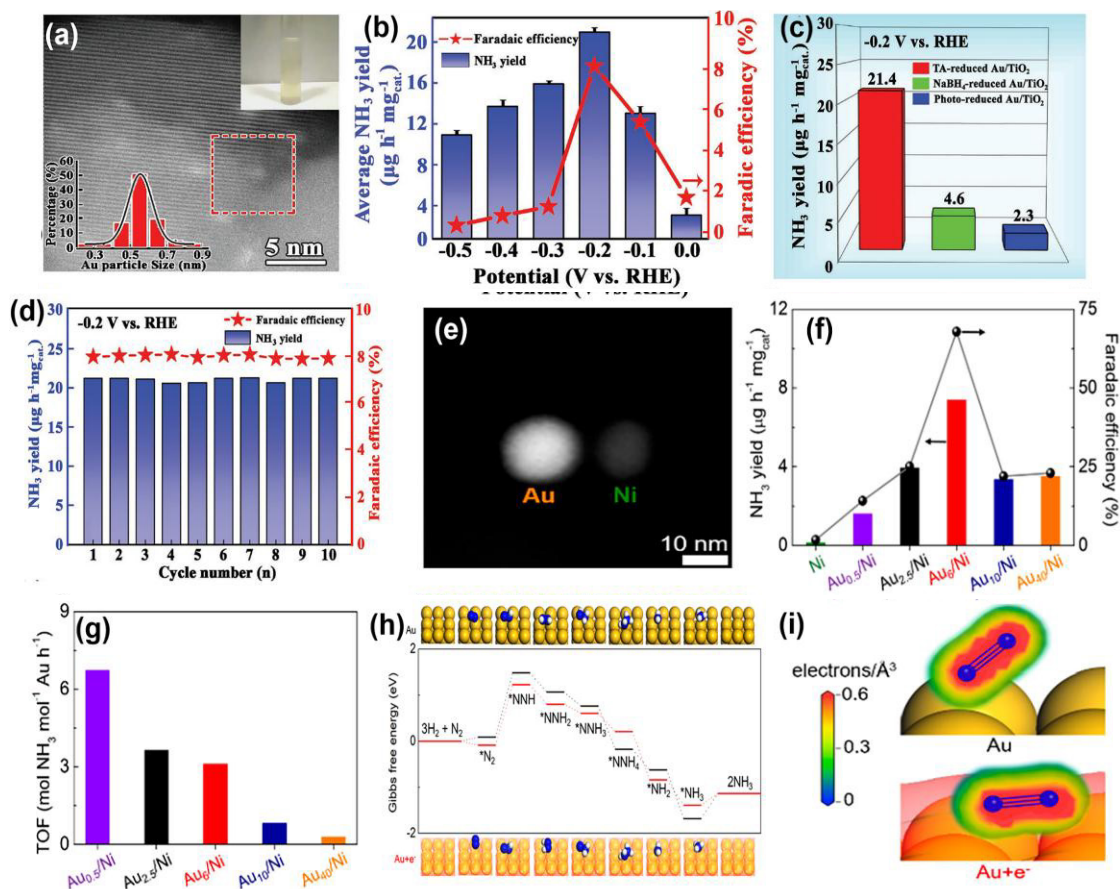 (a)
Percentage (%)
60
50
40
30
20
10
0
0.3 0.5 0.7 0.9
Au particle Size (nm)
5 nm
(b)
Faradaic efficiency
NH₃ yield
Average NH₃ yield
(μg h⁻¹ mg⁻¹cat.)
20
16
12
8
4
0
10
8
6
4
2
0
Faradic efficiency (%)
-0.5 -0.4 -0.3 -0.2 -0.1 0.0
Potential (V vs. RHE)
(c)
-0.2 V vs. RHE
TA-reduced Au/TiO₂
NaBH₄-reduced Au/TiO₂
Photo-reduced Au/TiO₂
NH₃ yield (μg h⁻¹ mg⁻¹cat.)
30
25
20
15
10
5
0
21.4
4.6
2.3
(d)
-0.2 V vs. RHE
Faradaic efficiency
NH₃ yield
NH₃ yield (μg h⁻¹ mg⁻¹cat.)
30
25
20
15
10
5
0
10
8
6
4
2
0
Faradaic efficiency (%)
1 2 3 4 5 6 7 8 9 10
Cycle number (n)
(e)
Au
Ni
10 nm
(f)
NH₃ yield (μg h⁻¹ mg⁻¹cat.)
12
8
4
0
75
50
25
0
Faradaic efficiency (%)
Ni Au₀.₅/Ni Au₂.₅/Ni Au₆/Ni Au₁₀/Ni Au₄₀/Ni
(g)
TOF (mol NH₃ mol⁻¹ Au h⁻¹)
9
6
3
0
Au₀.₅/Ni Au₂.₅/Ni Au₆/Ni Au₁₀/Ni Au₄₀/Ni
(h)
Au
Gibbs free energy (eV)
2
1
0
-2
3H₂ + N₂
*N₂
*NNH
*NNH₂
*NNH₃
*NNH₄
*NH₂
*NH₃
2NH₃
Au+e⁻
(i)
electrons/Å³
0.6
0.3
0
Au
Au+e⁻